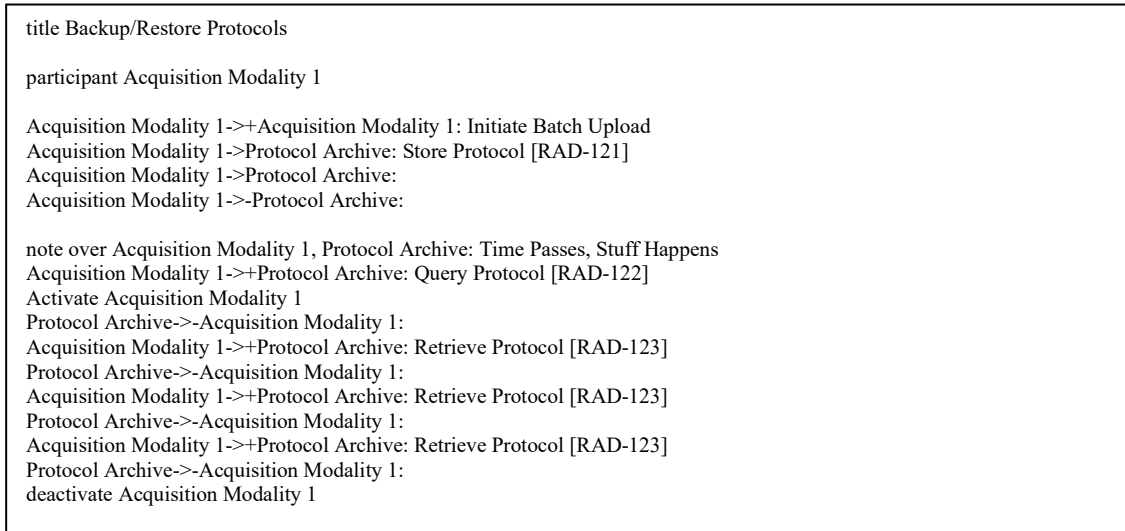 title Backup/Restore Protocols
participant Acquisition Modality 1
Acquisition Modality 1->+Acquisition Modality 1: Initiate Batch Upload
Acquisition Modality 1->Protocol Archive: Store Protocol [RAD-121]
Acquisition Modality 1->Protocol Archive:
Acquisition Modality 1->-Protocol Archive:
note over Acquisition Modality 1, Protocol Archive: Time Passes, Stuff Happens
Acquisition Modality 1->+Protocol Archive: Query Protocol [RAD-122]
Activate Acquisition Modality 1
Protocol Archive->-Acquisition Modality 1:
Acquisition Modality 1->+Protocol Archive: Retrieve Protocol [RAD-123]
Protocol Archive->-Acquisition Modality 1:
Acquisition Modality 1->+Protocol Archive: Retrieve Protocol [RAD-123]
Protocol Archive->-Acquisition Modality 1:
Acquisition Modality 1->+Protocol Archive: Retrieve Protocol [RAD-123]
Protocol Archive->-Acquisition Modality 1:
deactivate Acquisition Modality 1